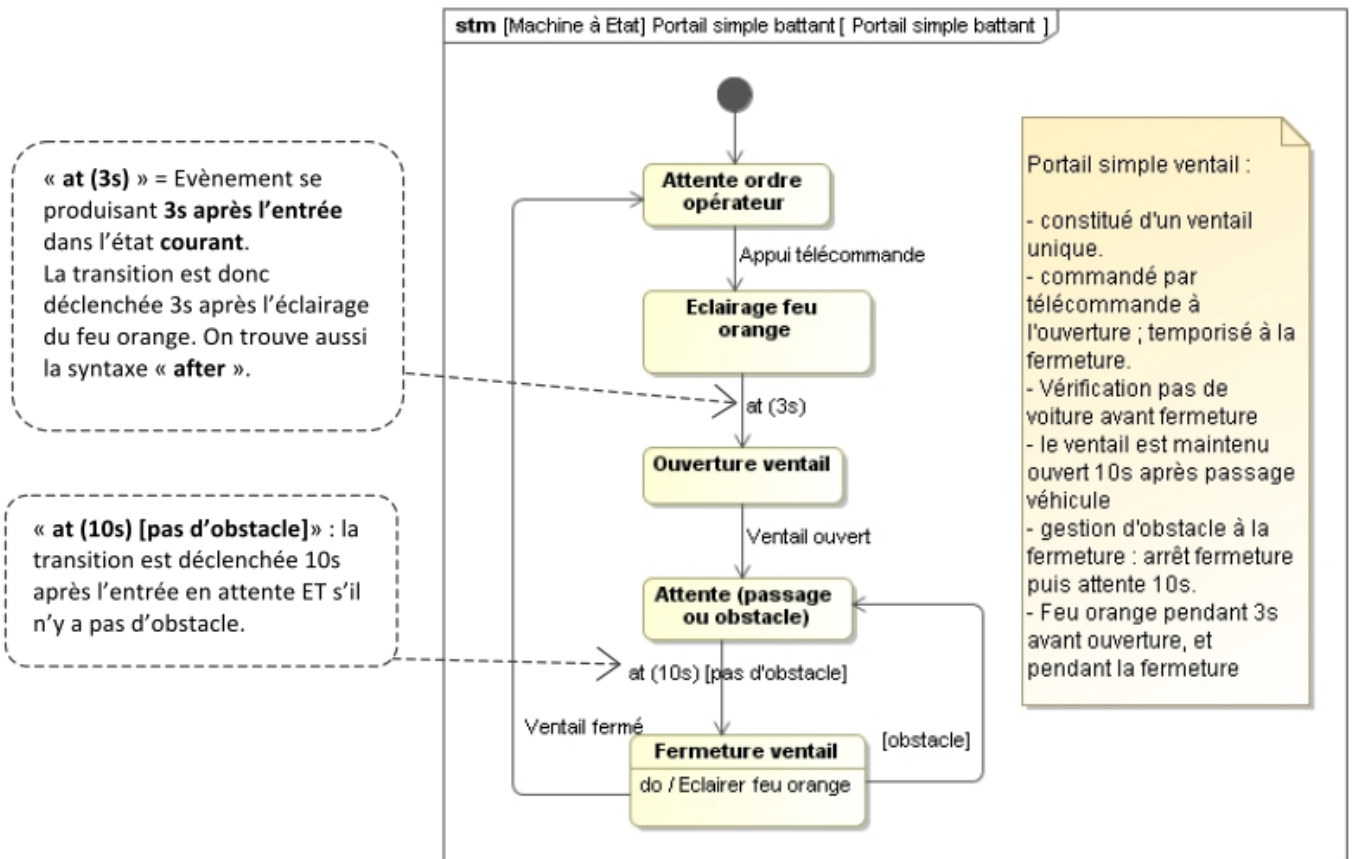 stm [Machine à Etat] Portail simple battant [ Portail simple battant ]
« at (3s) » = Evènement se
produisant 3s après l’entrée
dans l’état courant.
La transition est donc
déclenchée 3s après l’éclairage
du feu orange. On trouve aussi
la syntaxe « after ».
« at (10s) [pas d’obstacle]» : la
transition est déclenchée 10s
après l’entrée en attente ET s’il
n’y a pas d’obstacle.
Attente ordre
opérateur
Appui télécommande
Eclairage feu
orange
at (3s)
Ouverture ventail
Ventail ouvert
Attente (passage
ou obstacle)
at (10s) [pas d'obstacle]
Ventail fermé
[obstacle]
Fermeture ventail
do / Eclairer feu orange
Portail simple ventail :
- constitué d'un ventail
unique.
- commandé par
télécommande à
l'ouverture ; temporisé à la
fermeture.
- Vérification pas de
voiture avant fermeture
- le ventail est maintenu
ouvert 10s après passage
véhicule
- gestion d'obstacle à la
fermeture : arrêt fermeture
puis attente 10s.
- Feu orange pendant 3s
avant ouverture, et
pendant la fermeture